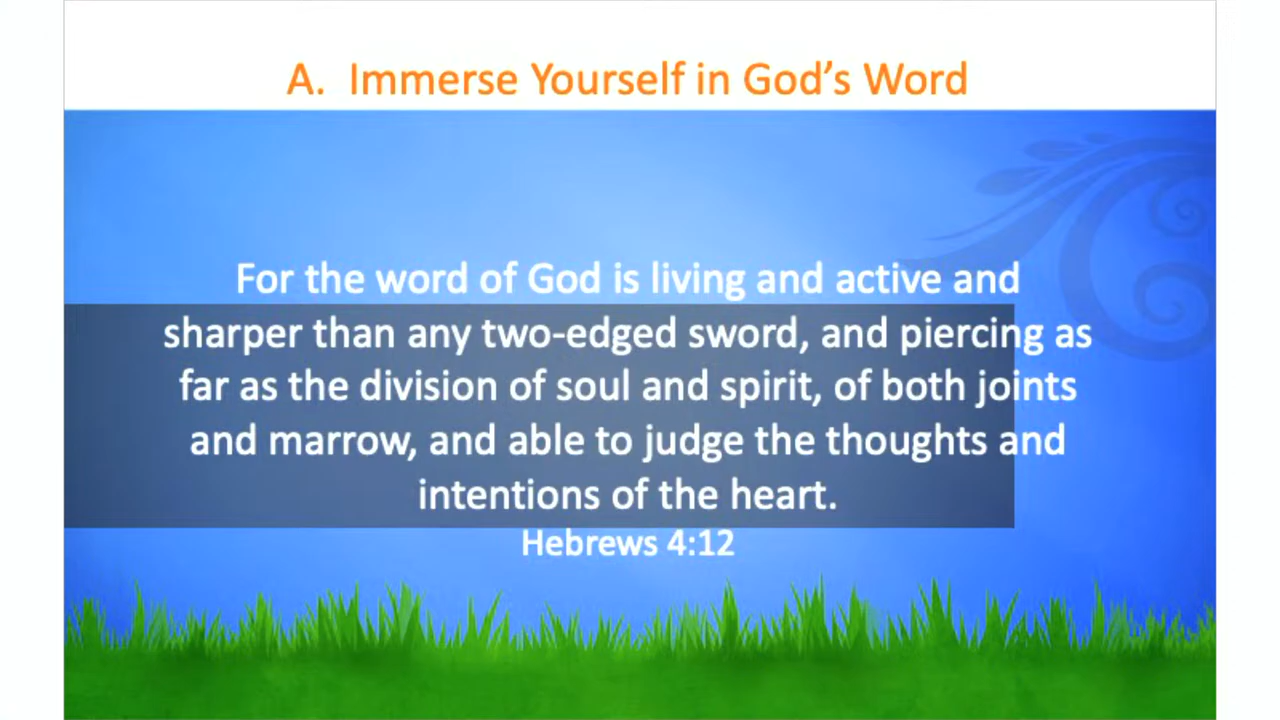 A. Immerse Yourself in God’s Word
For the word of God is living and active and
sharper than any two-edged sword, and piercing as
far as the division of soul and spirit, of both joints
and marrow, and able to judge the thoughts and
intentions of the heart.
Hebrews 4:12